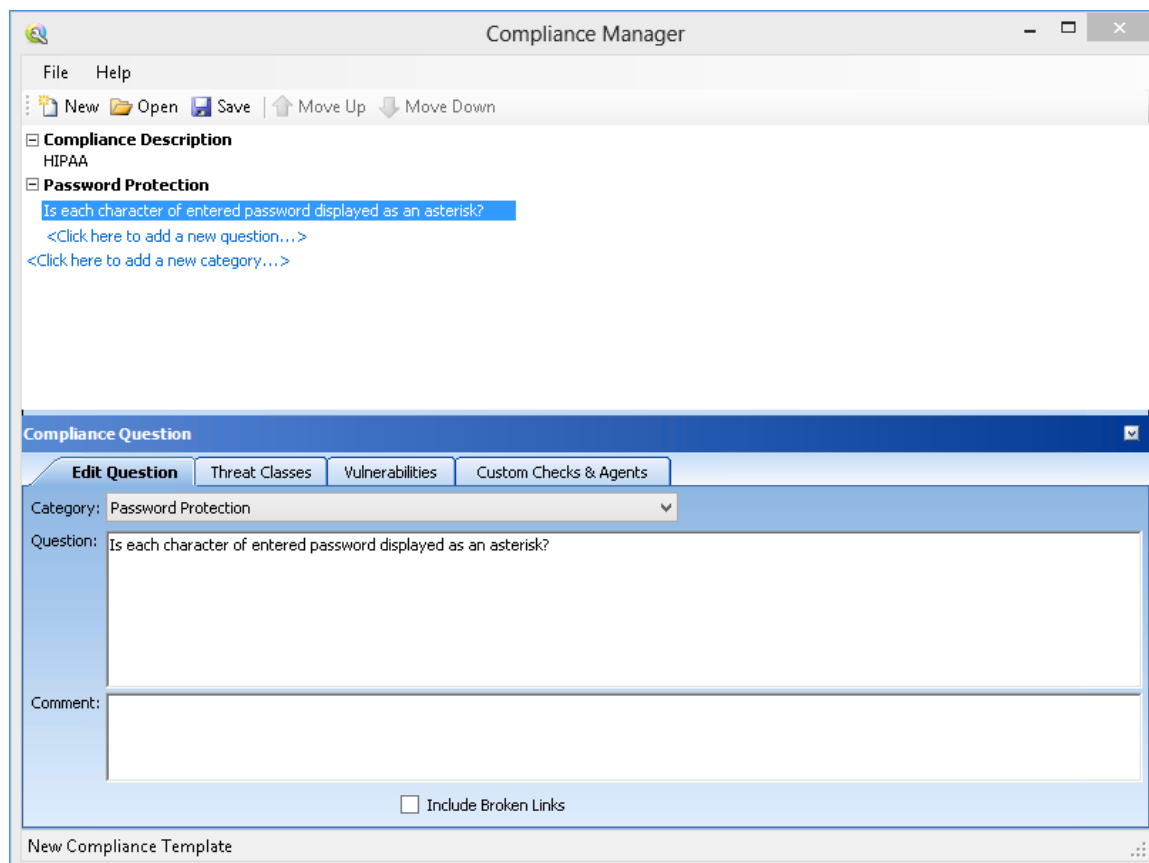 Compliance Manager
File Help
New Open Save Move Up Move Down
Compliance Description
HIPAA
Password Protection
Is each character of entered password displayed as an asterisk?
<Click here to add a new question...>
<Click here to add a new category...>
Compliance Question
Edit Question Threat Classes Vulnerabilities Custom Checks & Agents
Category: Password Protection
Question: Is each character of entered password displayed as an asterisk?
Comment:
Include Broken Links
New Compliance Template